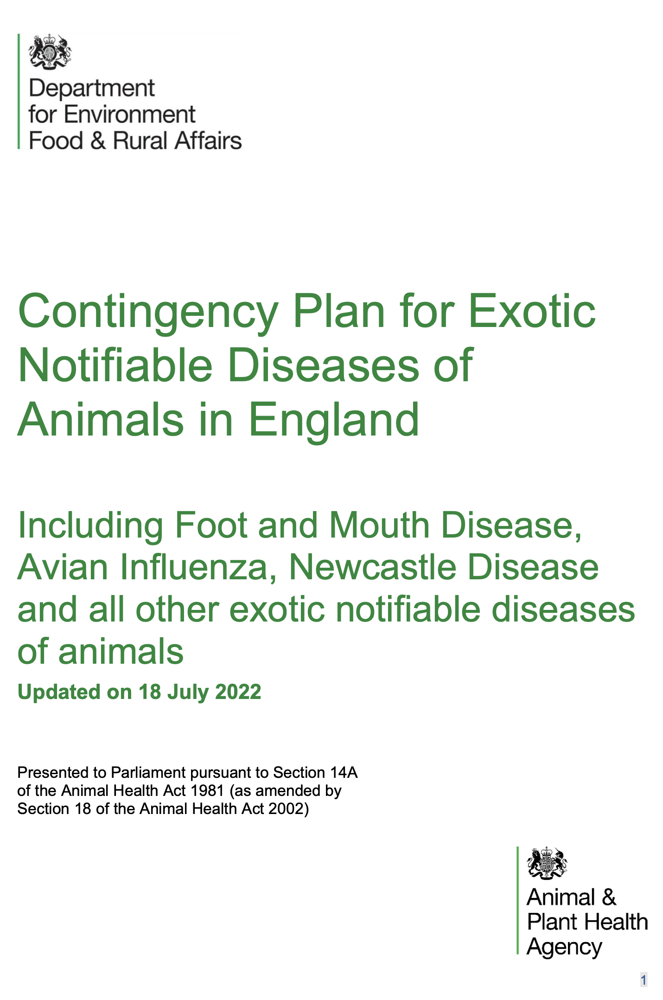 Department
for Environment
Food & Rural Affairs
Contingency Plan for Exotic
Notifiable Diseases of
Animals in England
Including Foot and Mouth Disease,
Avian Influenza, Newcastle Disease
and all other exotic notifiable diseases
of animals
Updated on 18 July 2022
Presented to Parliament pursuant to Section 14A
of the Animal Health Act 1981 (as amended by
Section 18 of the Animal Health Act 2002)
Animal &
Plant Health
Agency
1